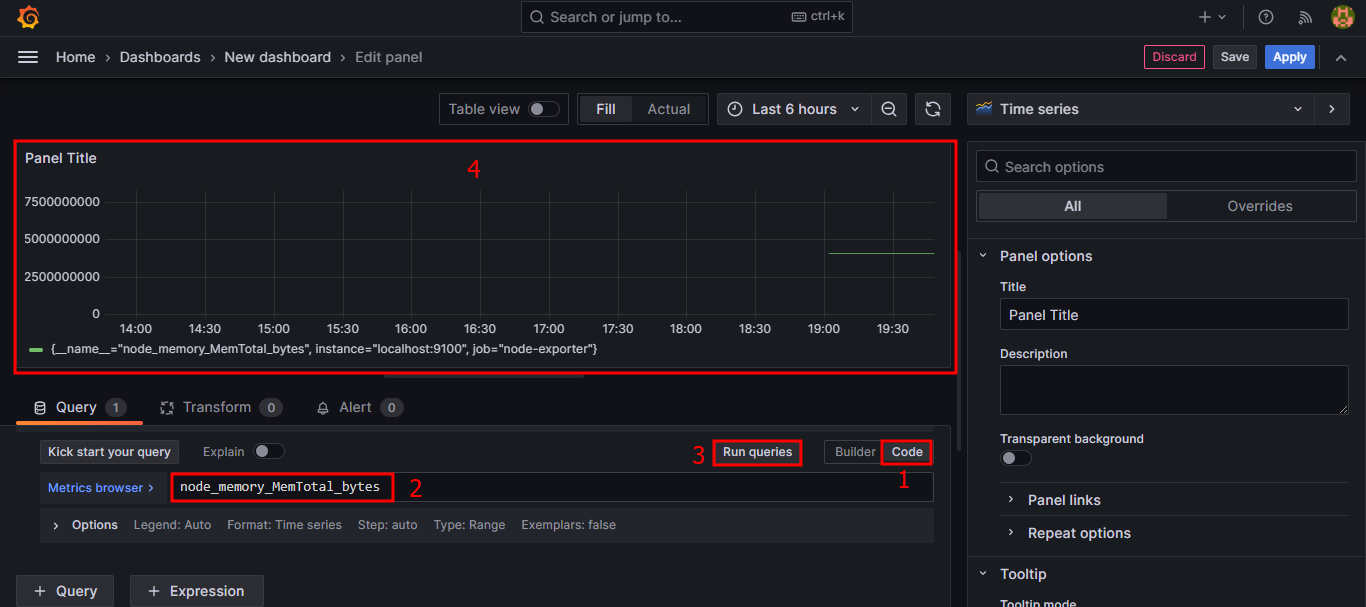 Search or jump to...
ctrl+k
Home › Dashboards › New dashboard › Edit panel
Discard
Save
Apply
Table view
Fill
Actual
Last 6 hours
Time series
Panel Title
4
7500000000
5000000000
2500000000
0
14:00 14:30 15:00 15:30 16:00 16:30 17:00 17:30 18:00 18:30 19:00 19:30
{__name__="node_memory_MemTotal_bytes", instance="localhost:9100", job="node-exporter"}
Query 1
Transform 0
Alert 0
Kick start your query
Explain
3
Run queries
Builder
Code
1
Metrics browser >
node_memory_MemTotal_bytes
2
Options Legend: Auto Format: Time series Step: auto Type: Range Exemplars: false
+ Query
+ Expression
Search options
All
Overrides
Panel options
Title
Panel Title
Description
Transparent background
Panel links
Repeat options
Tooltip
Tooltip mode